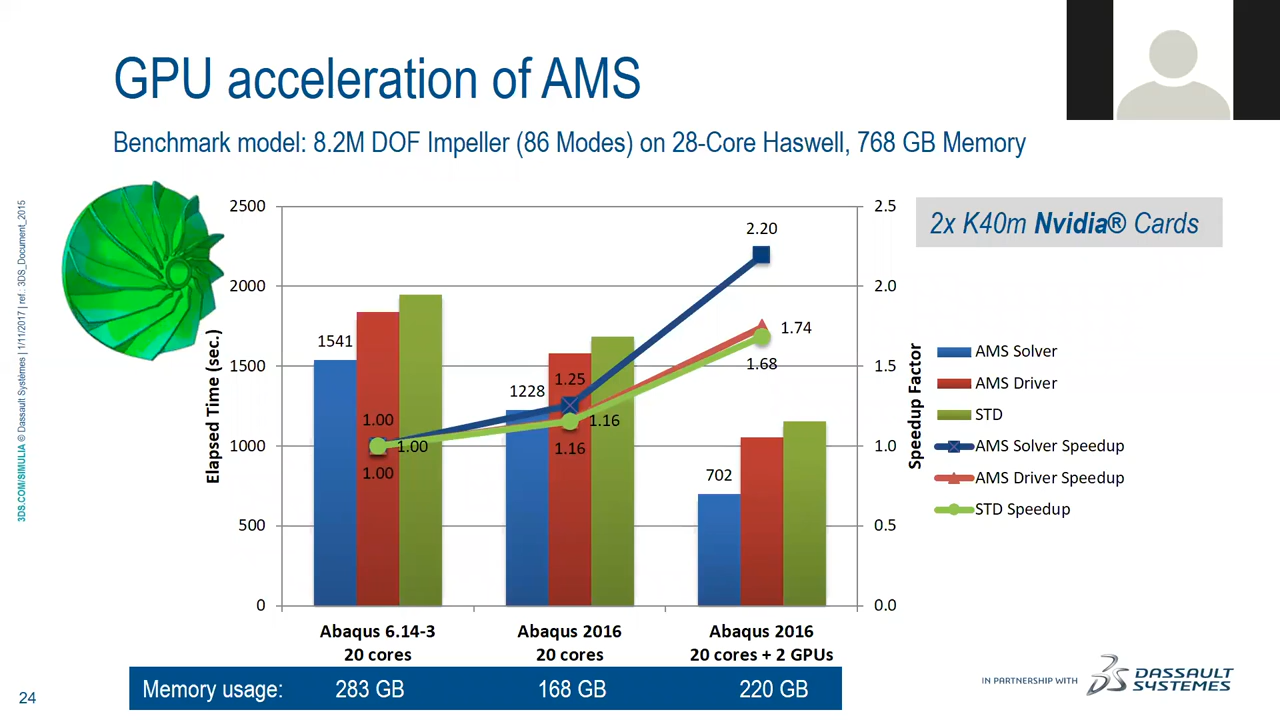 GPU acceleration of AMS
Benchmark model: 8.2M DOF Impeller (86 Modes) on 28-Core Haswell, 768 GB Memory
2x K40m Nvidia® Cards
3DS.COM/SIMULIA © Dassault Systèmes | 1/11/2017 | ref.: 3DS_Document_2015
Elapsed Time (sec.)
2500
2000
1500
1000
500
0
1541
1.00
1.00
1.00
1228
1.25
1.16
1.16
702
2.20
1.74
1.68
2.5
2.0
1.5
1.0
0.5
0.0
Speedup Factor
AMS Solver
AMS Driver
STD
AMS Solver Speedup
AMS Driver Speedup
STD Speedup
Abaqus 6.14-3
20 cores
Abaqus 2016
20 cores
Abaqus 2016
20 cores + 2 GPUs
Memory usage: 283 GB 168 GB 220 GB
24
IN PARTNERSHIP WITH
DASSAULT
SYSTEMES